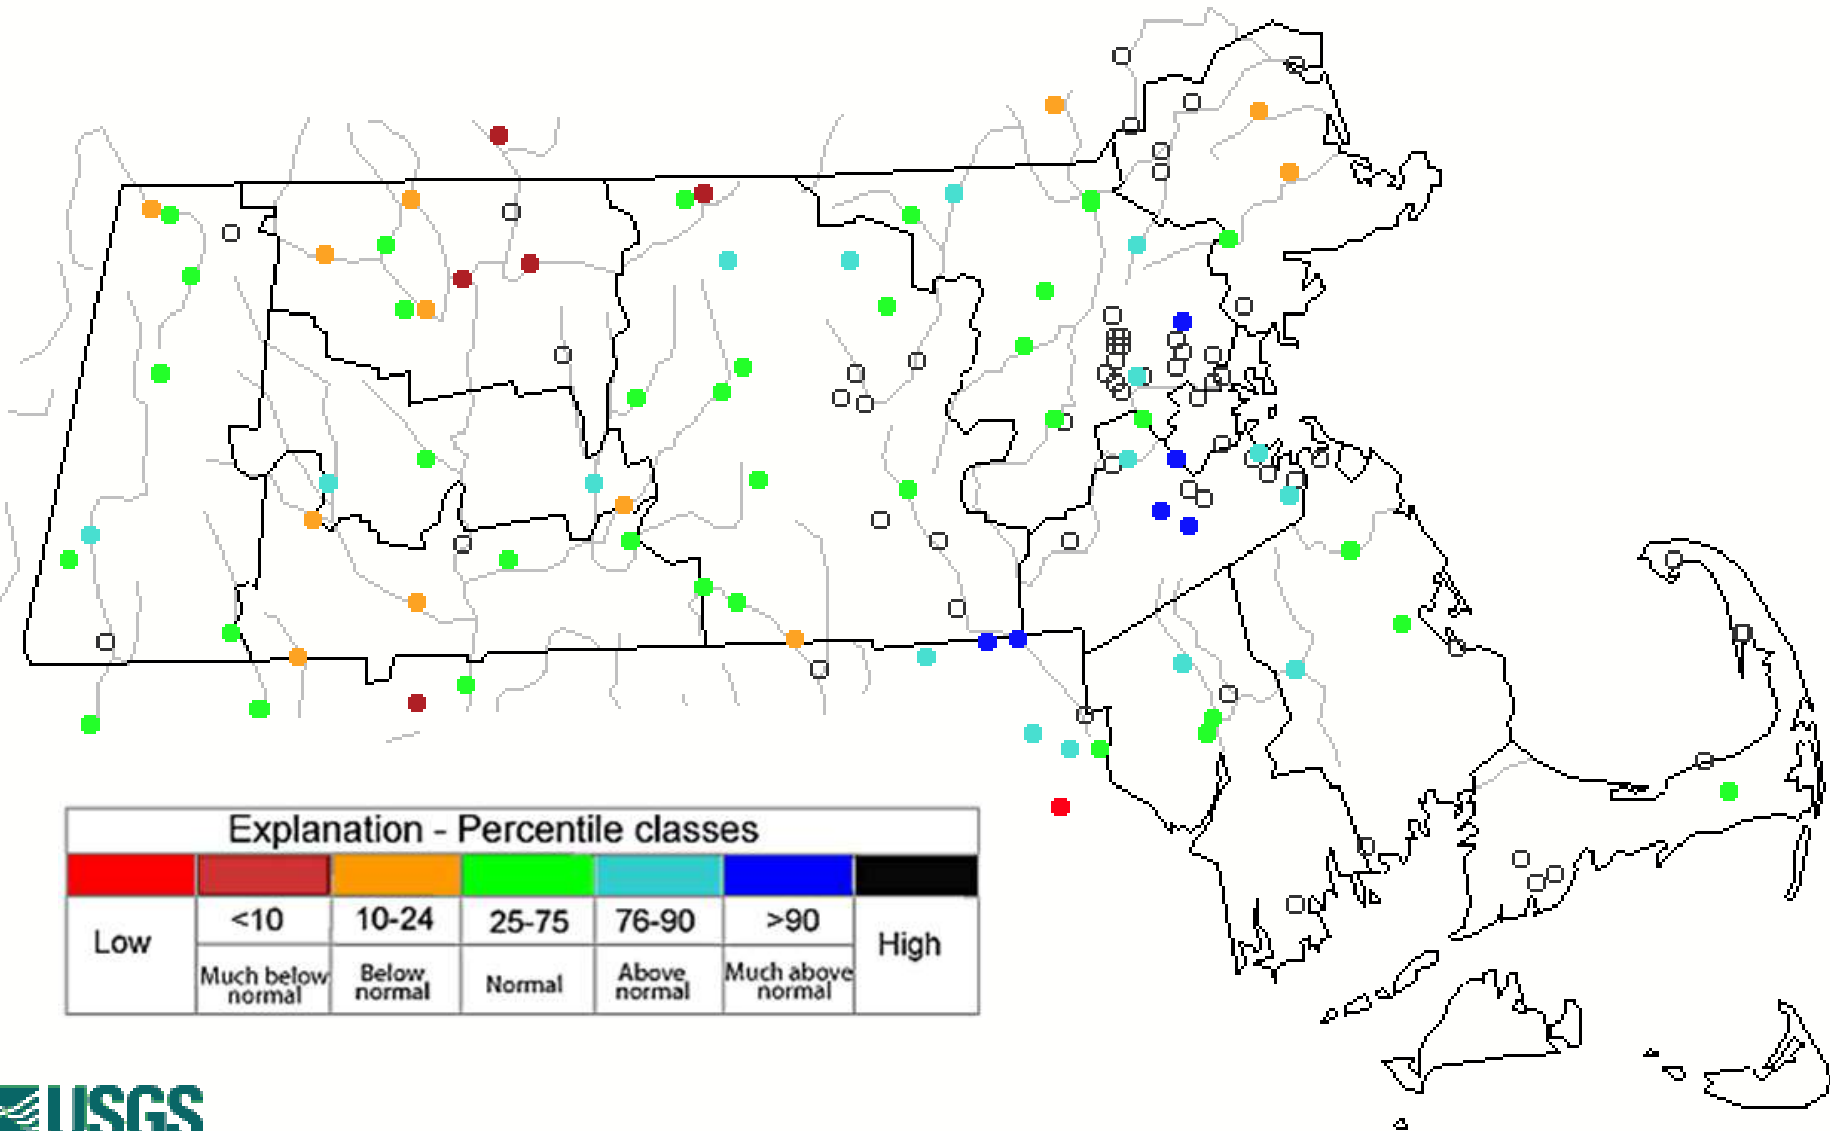 Explanation - Percentile classes
Low
<10
10-24
25-75
76-90
>90
High
Much below normal
Below normal
Normal
Above normal
Much above normal
USGS